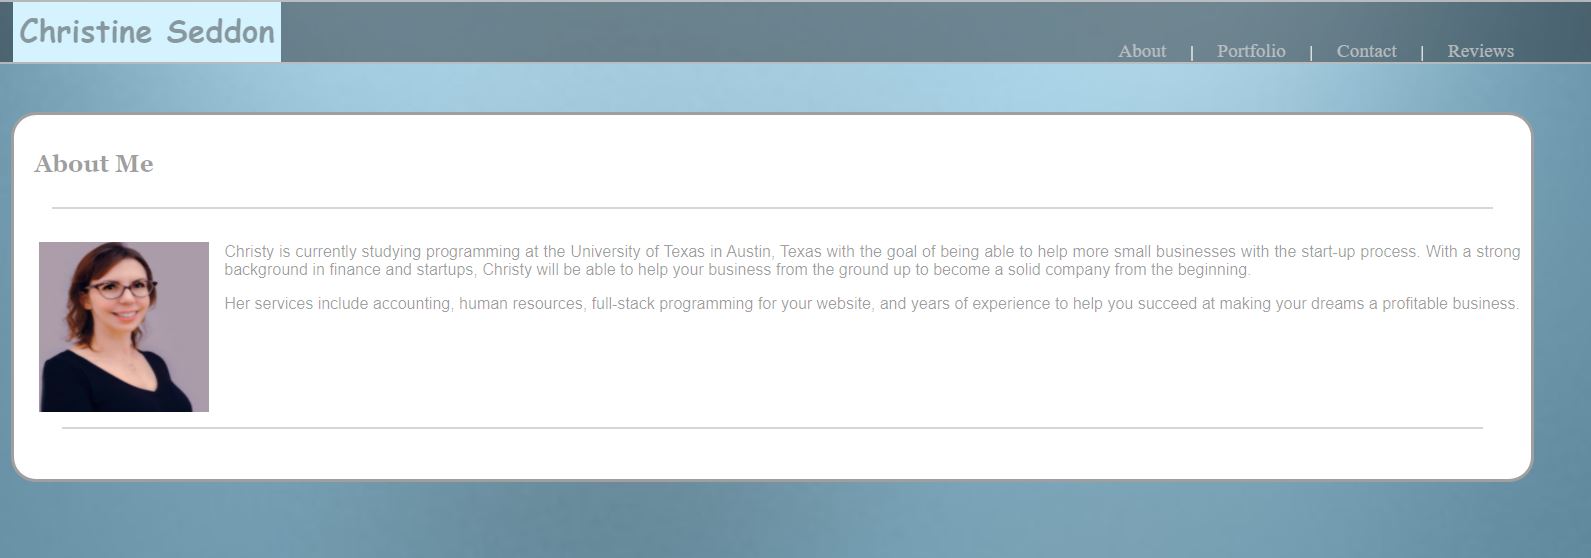 Christine Seddon
About | Portfolio | Contact | Reviews
About Me
Christy is currently studying programming at the University of Texas in Austin, Texas with the goal of being able to help more small businesses with the start-up process. With a strong
background in finance and startups, Christy will be able to help your business from the ground up to become a solid company from the beginning.
Her services include accounting, human resources, full-stack programming for your website, and years of experience to help you succeed at making your dreams a profitable business.